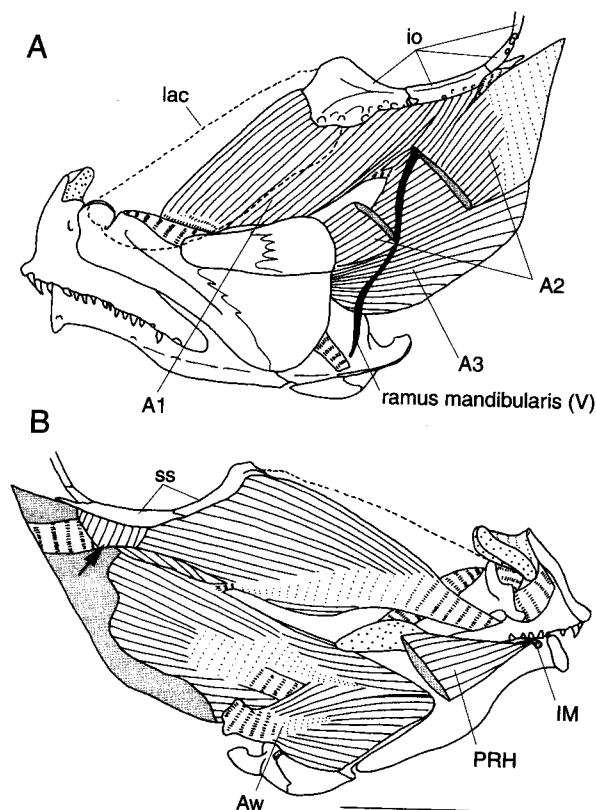 A
io
lac
A2
A3
A1
ramus mandibularis (V)
B
ss
IM
PRH
Aw